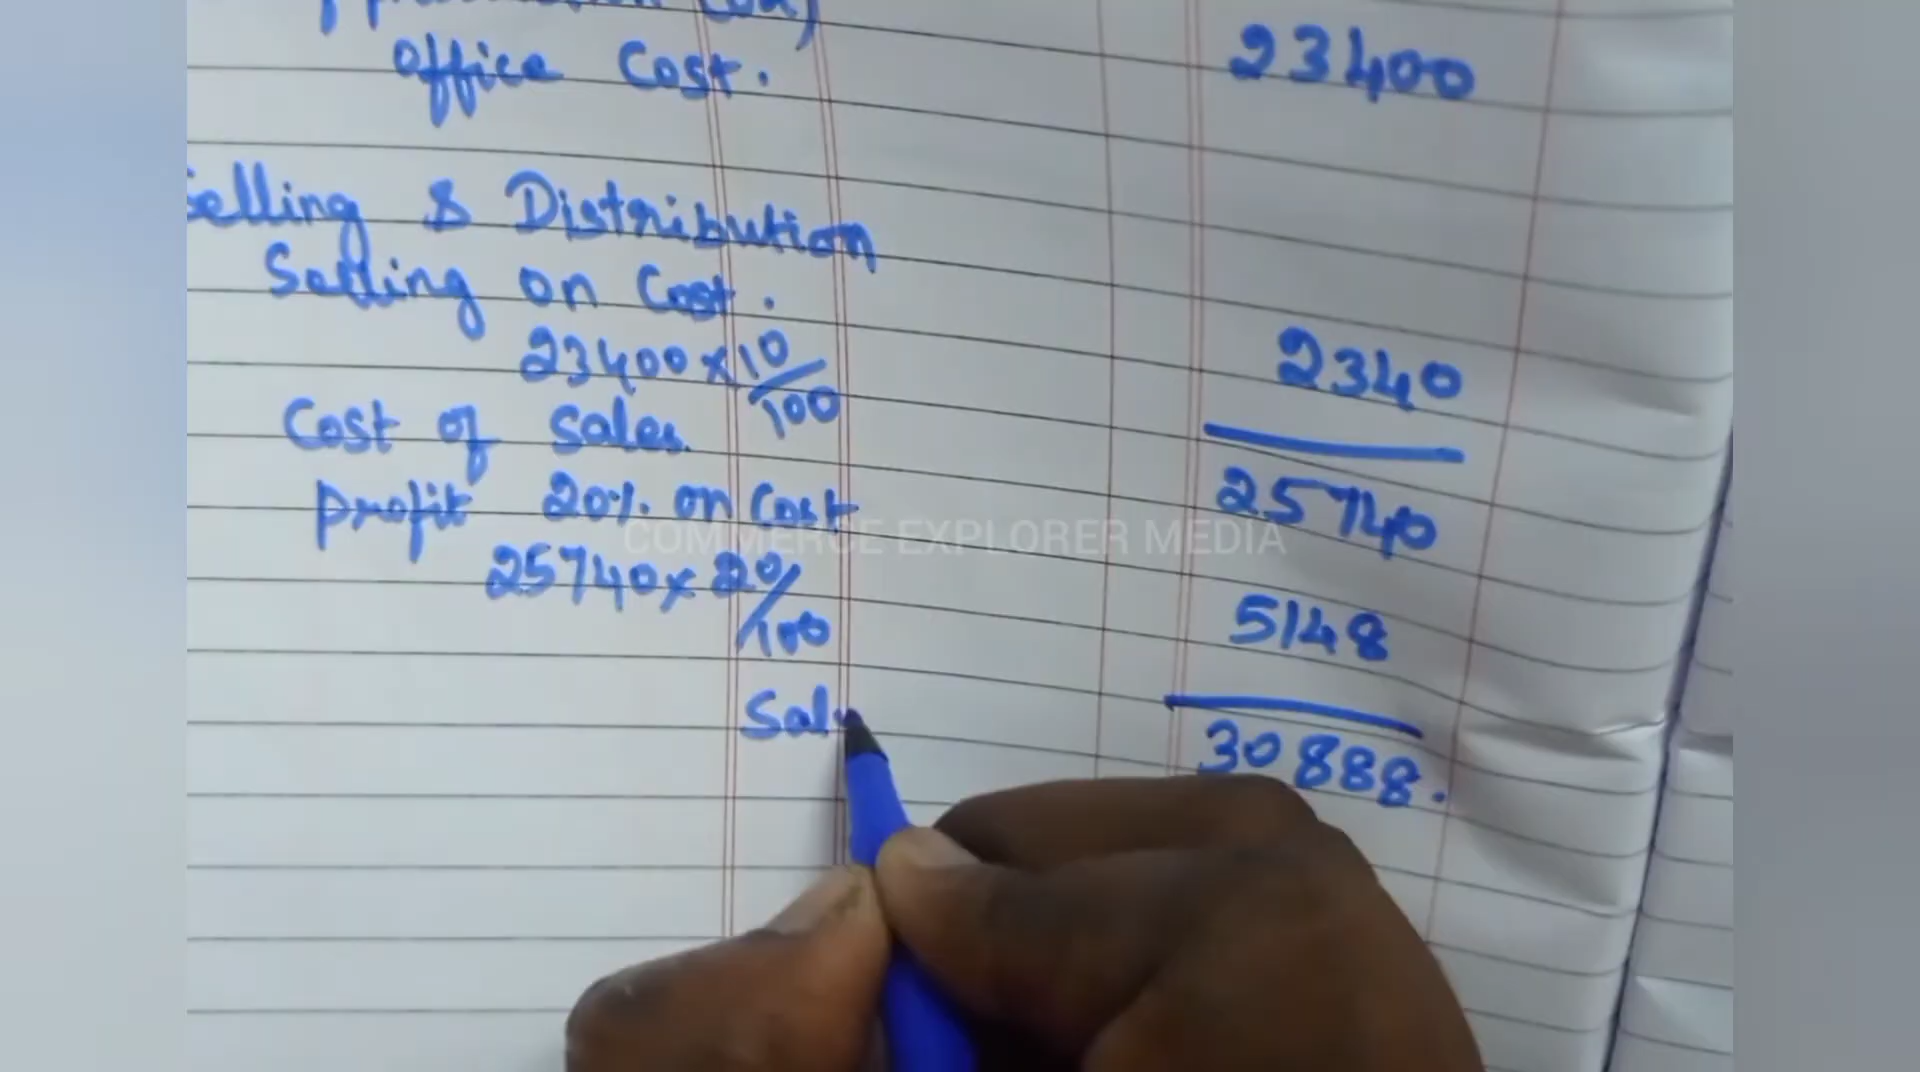 office Cost. 23400
Selling & Distribution
Selling on Cost.
23400 x 10/100 2340
Cost of Sales 25740
Profit 20% on Cost
COMMERCE EXPLORER MEDIA
25740 x 20/100 5148
Sal 30888.